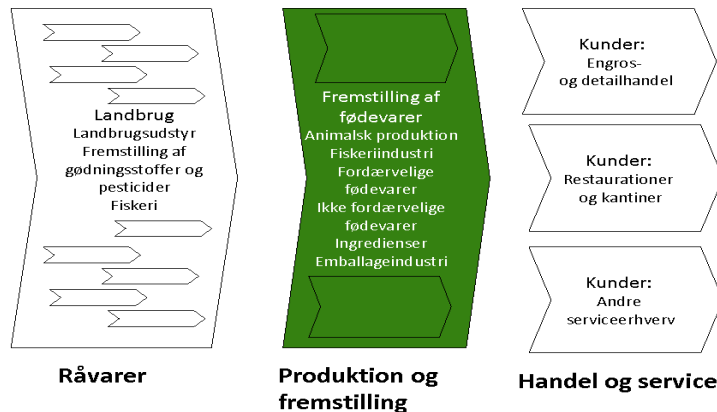 Landbrug
Landbrugsudstyr
Fremstilling af
gødningsstoffer og
pesticider
Fiskeri
Råvarer
Fremstilling af
fødevarer
Animalsk produktion
Fiskeriindustri
Fordærvelige
fødevarer
Ikke fordærvelige
fødevarer
Ingredienser
Emballageindustri
Produktion og
fremstilling
Kunder:
Engros-
og detailhandel
Kunder:
Restaurationer
og kantiner
Kunder:
Andre
serviceerhverv
Handel og service